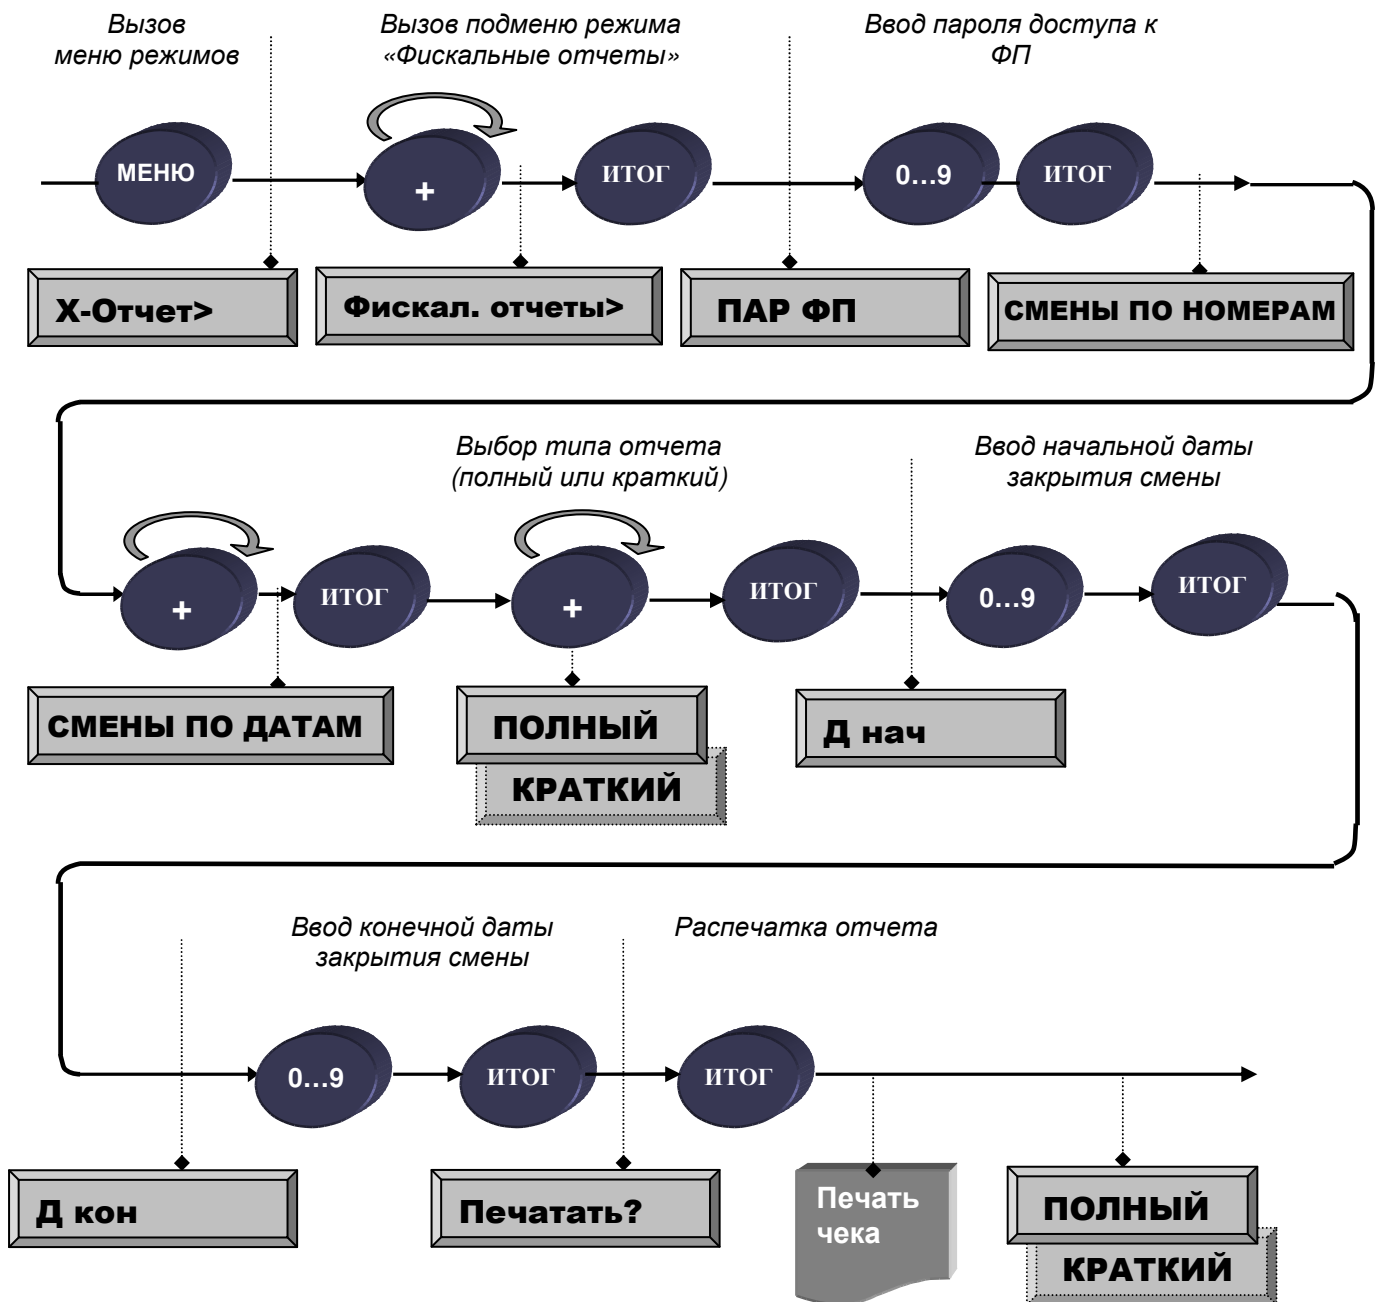 Вызов
меню режимов
Вызов подменю режима
«Фискальные отчеты»
Ввод пароля доступа к
ФП
МЕНЮ
+
ИТОГ
0...9
ИТОГ
Х-Отчет>
Фискал. отчеты>
ПАР ФП
СМЕНЫ ПО НОМЕРАМ
Выбор типа отчета
(полный или краткий)
Ввод начальной даты
закрытия смены
+
ИТОГ
+
ИТОГ
0...9
ИТОГ
СМЕНЫ ПО ДАТАМ
ПОЛНЫЙ
КРАТКИЙ
Д нач
Ввод конечной даты
закрытия смены
Распечатка отчета
0...9
ИТОГ
ИТОГ
Д кон
Печатать?
Печать
чека
ПОЛНЫЙ
КРАТКИЙ